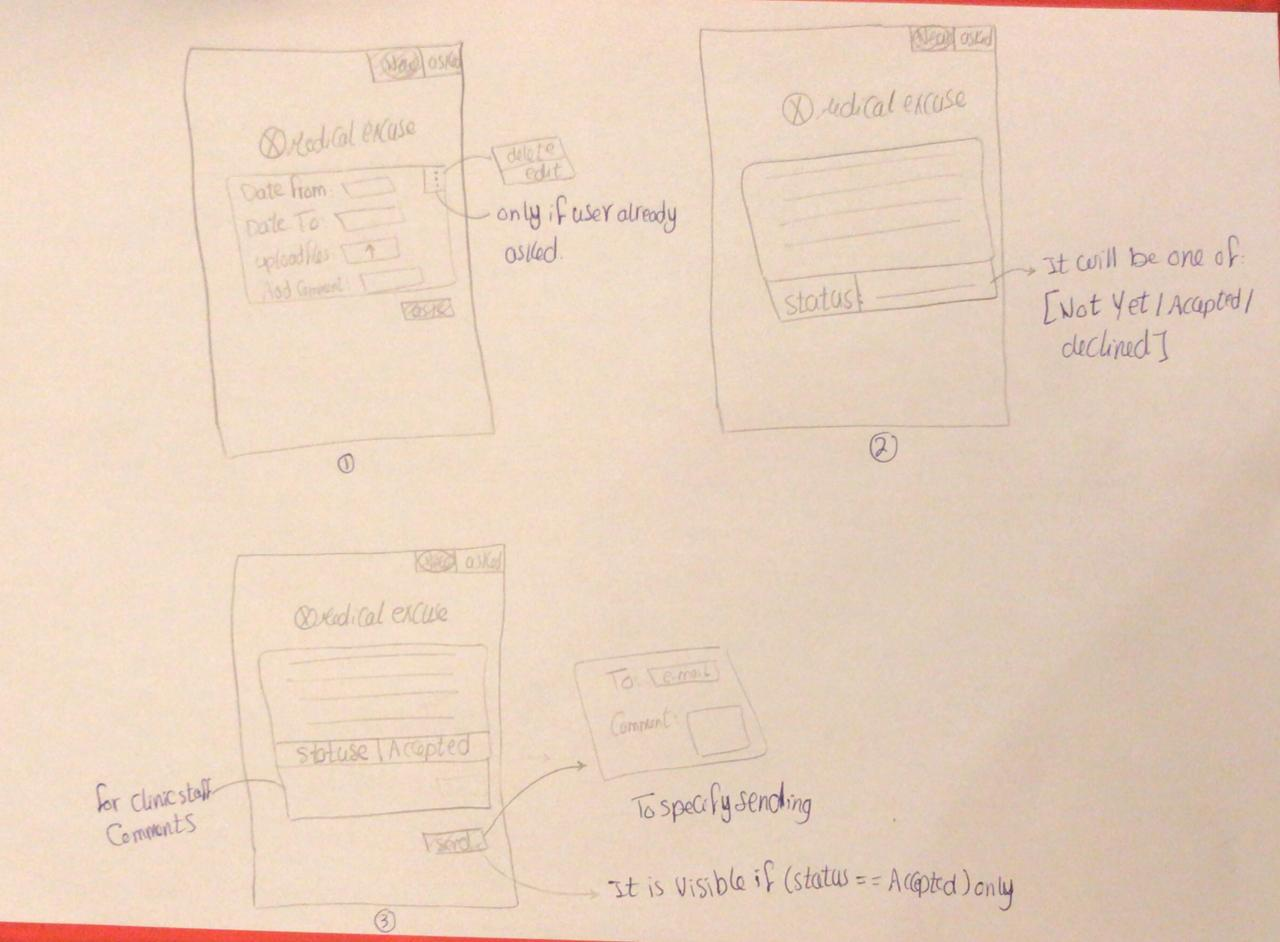 New asked
Medical excuse
Date from:
Date To:
upload files:
Add Comment:
ask
delete
edit
only if user already
asked.
1
New asked
Medical excuse
status:
It will be one of:
[Not Yet / Accepted /
declined]
2
New asked
Medical excuse
statuse | Accepted
for clinic staff
Comments
send
To: e-mail
Comment:
To specify sending
It is visible if (status == Accepted) only
3